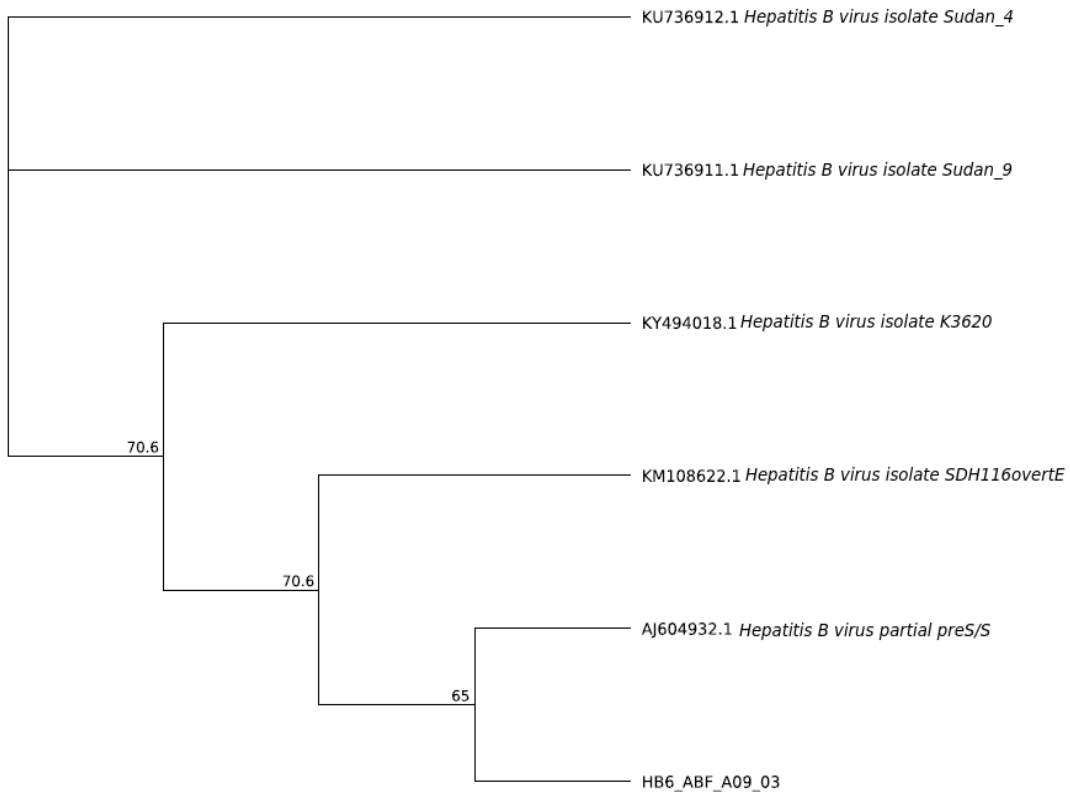 KU736912.1 Hepatitis B virus isolate Sudan_4
KU736911.1 Hepatitis B virus isolate Sudan_9
KY494018.1 Hepatitis B virus isolate K3620
70.6
KM108622.1 Hepatitis B virus isolate SDH116overtE
70.6
AJ604932.1 Hepatitis B virus partial preS/S
65
HB6_ABF_A09_03